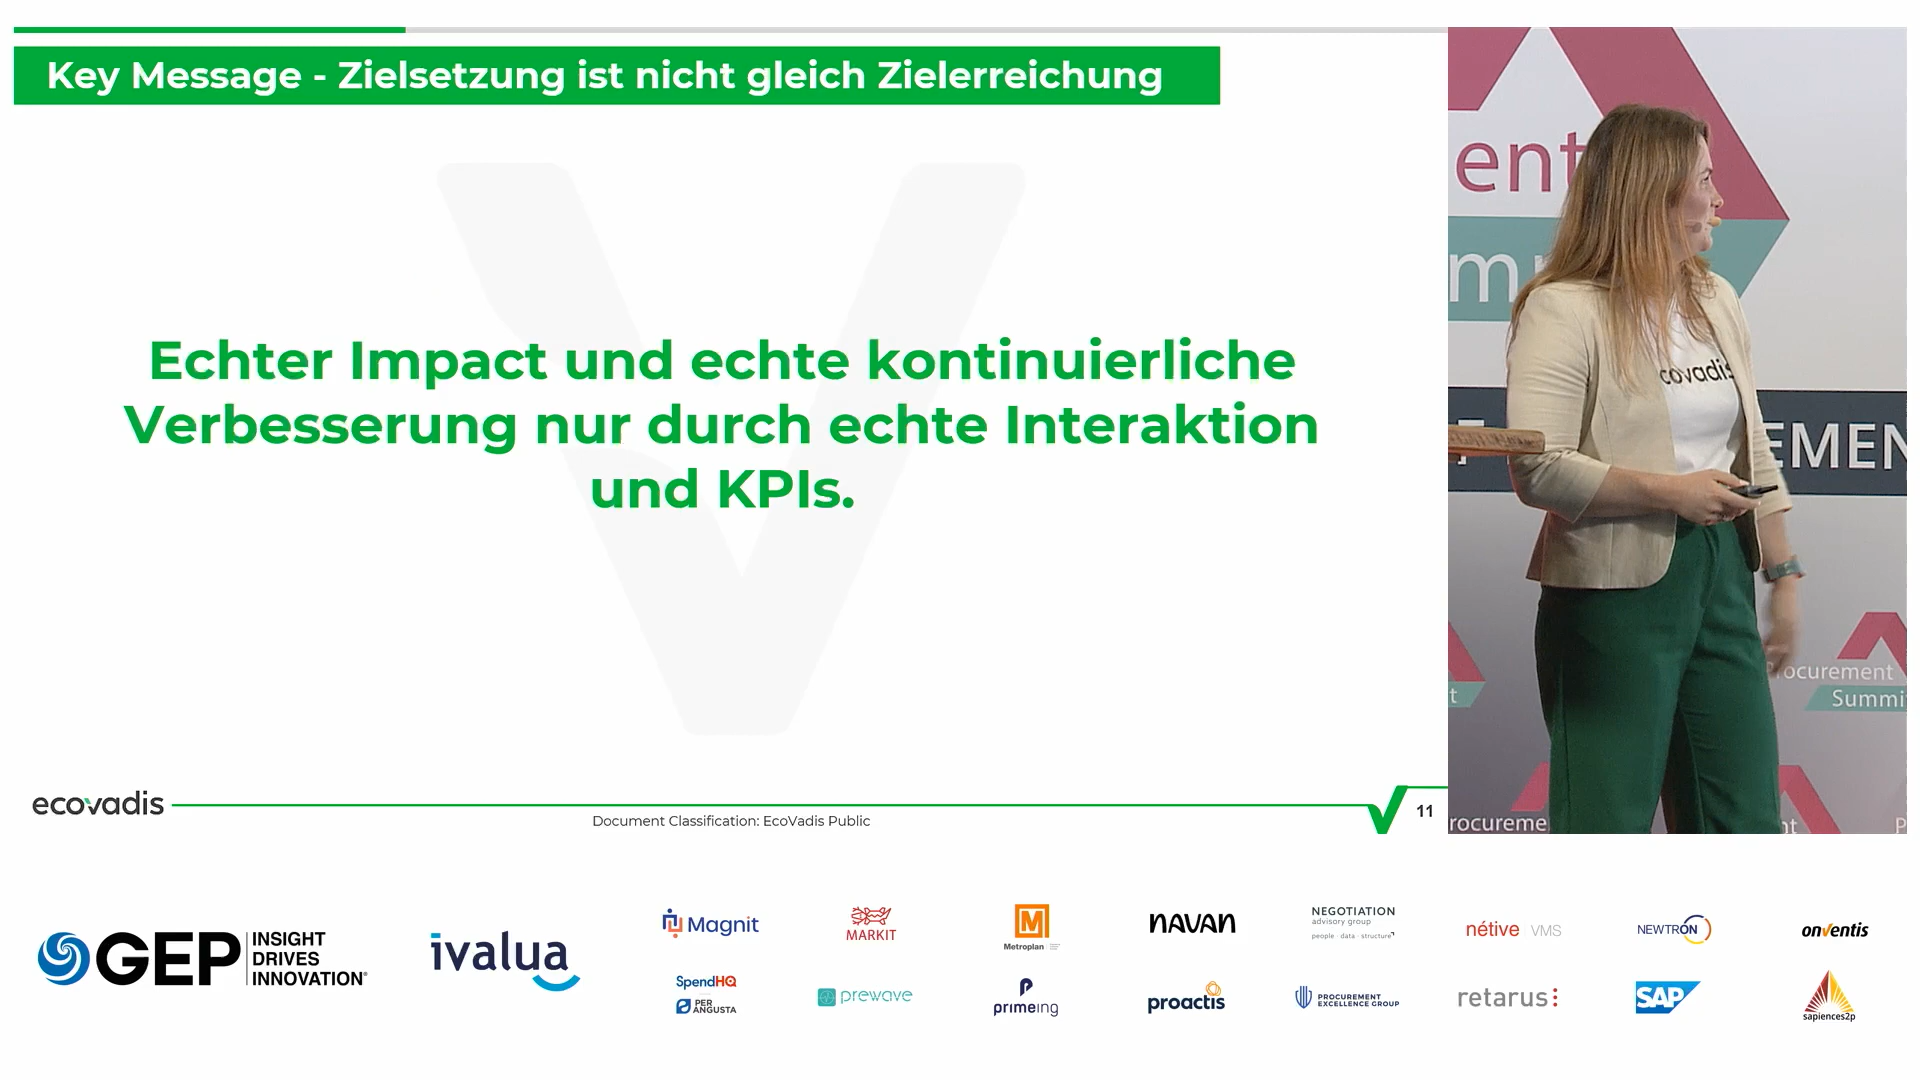 Key Message - Zielsetzung ist nicht gleich Zielerreichung
Echter Impact und echte kontinuierliche
Verbesserung nur durch echte Interaktion
und KPIs.
ecovadis
Document Classification: EcoVadis Public
11
ent
covadis
EMEN
ocurement
Summi
t
rocureme
nt
P
GEP
INSIGHT
DRIVES
INNOVATION
ivalua
Magnit
MARKIT
Metroplan
NAVAN
NEGOTIATION
advisory group
people · data · structure
nétive VMS
NEWTRON
onventis
SpendHQ
PER
ANGUSTA
prewave
primeing
proactis
PROCUREMENT
EXCELLENCE GROUP
retarus
SAP
sapiences2p